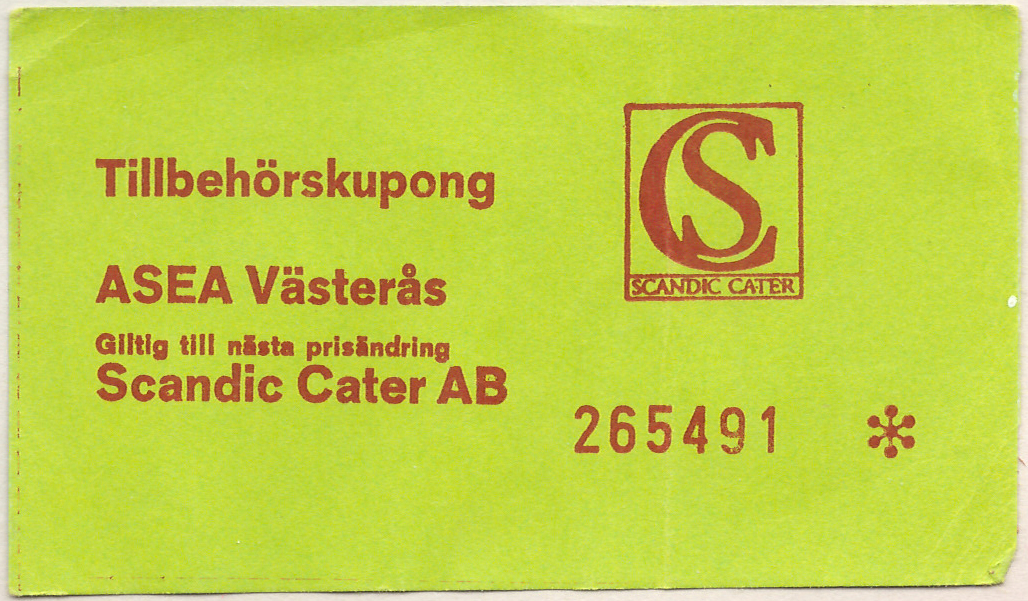 Tillbehörskupong
CS
SCANDIC CATER
ASEA Västerås
Giltig till nästa prisändring
Scandic Cater AB
265491 *